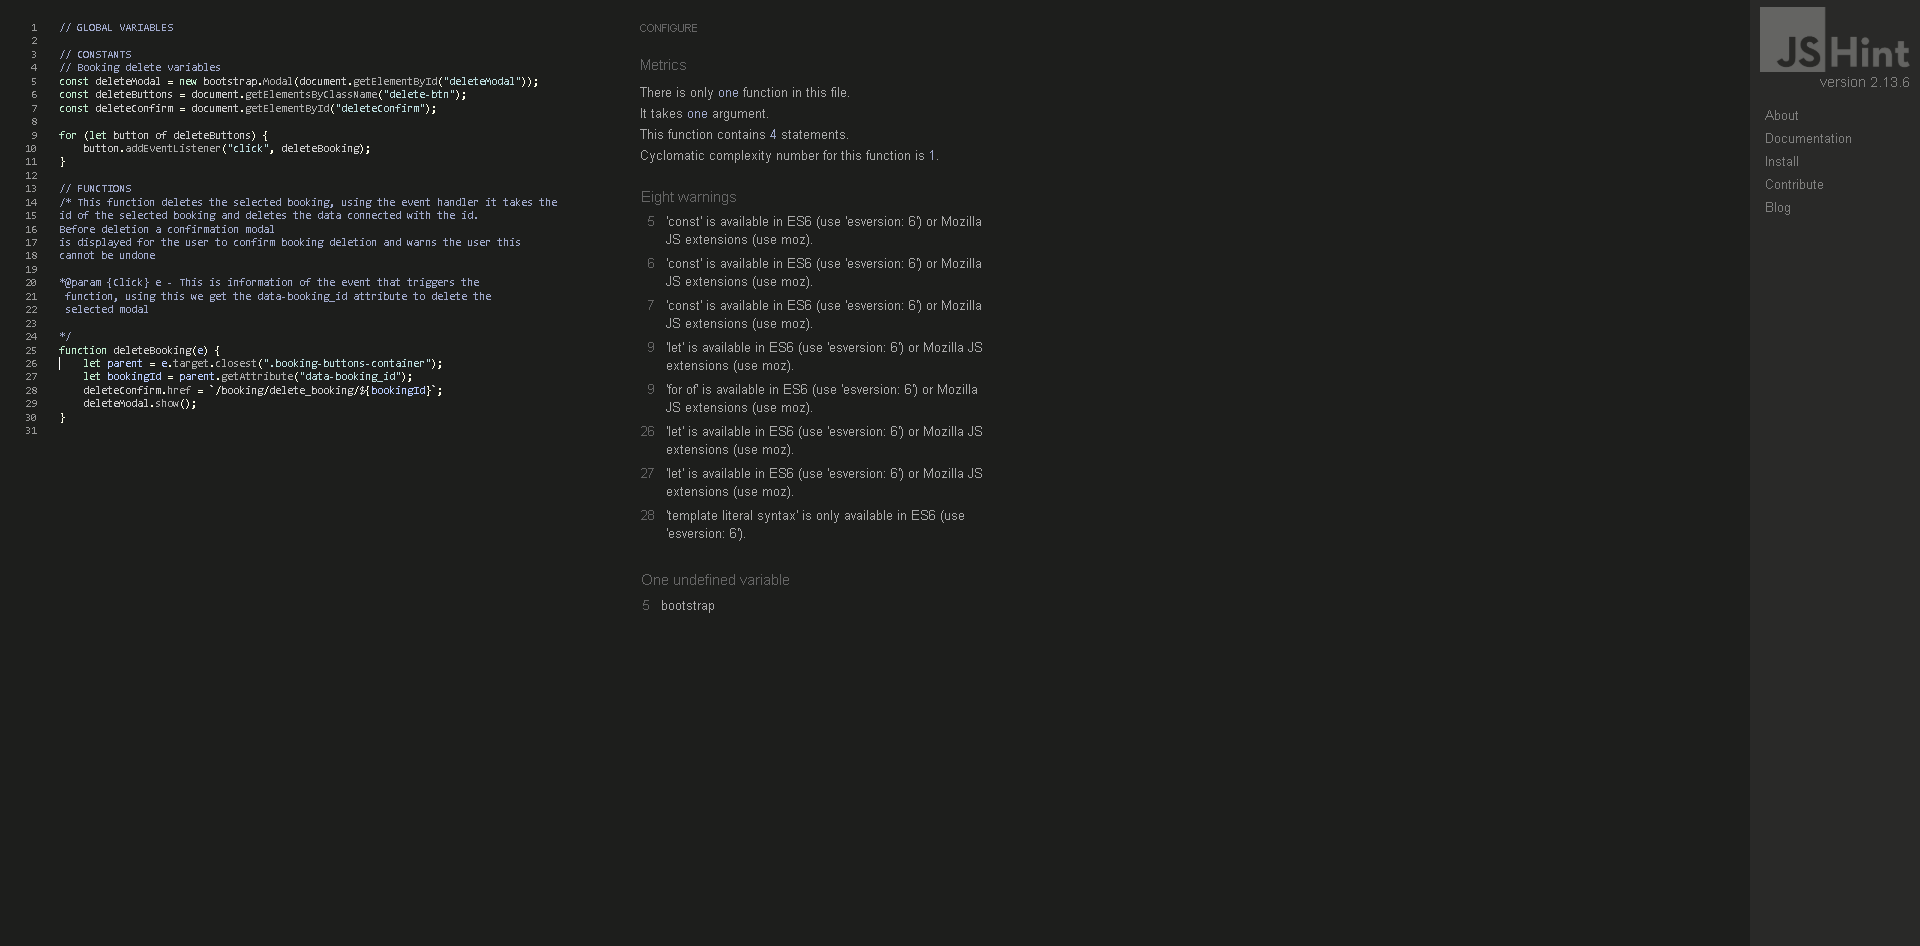 1 // GLOBAL VARIABLES
2
3 // CONSTANTS
4 // Booking delete variables
5 const deleteModal = new bootstrap.Modal(document.getElementById("deleteModal"));
6 const deleteButtons = document.getElementsByClassName("delete-btn");
7 const deleteConfirm = document.getElementById("deleteConfirm");
8
9 for (let button of deleteButtons) {
10 button.addEventListener("click", deleteBooking);
11 }
12
13 // FUNCTIONS
14 /* This function deletes the selected booking, using the event handler it takes the
15 id of the selected booking and deletes the data connected with the id.
16 Before deletion a confirmation modal
17 is displayed for the user to confirm booking deletion and warns the user this
18 cannot be undone
19
20 *@param {Click} e - This is information of the event that triggers the
21 function, using this we get the data-booking_id attribute to delete the
22 selected modal
23
24 */
25 function deleteBooking(e) {
26 let parent = e.target.closest(".booking-buttons-container");
27 let bookingId = parent.getAttribute("data-booking_id");
28 deleteConfirm.href = `/booking/delete_booking/${bookingId}`;
29 deleteModal.show();
30 }
31
CONFIGURE
Metrics
There is only one function in this file.
It takes one argument.
This function contains 4 statements.
Cyclomatic complexity number for this function is 1.
Eight warnings
5 'const' is available in ES6 (use 'esversion: 6') or Mozilla
JS extensions (use moz).
6 'const' is available in ES6 (use 'esversion: 6') or Mozilla
JS extensions (use moz).
7 'const' is available in ES6 (use 'esversion: 6') or Mozilla
JS extensions (use moz).
9 'let' is available in ES6 (use 'esversion: 6') or Mozilla JS
extensions (use moz).
9 'for of' is available in ES6 (use 'esversion: 6') or Mozilla
JS extensions (use moz).
26 'let' is available in ES6 (use 'esversion: 6') or Mozilla JS
extensions (use moz).
27 'let' is available in ES6 (use 'esversion: 6') or Mozilla JS
extensions (use moz).
28 'template literal syntax' is only available in ES6 (use
'esversion: 6').
One undefined variable
5 bootstrap
JSHint
version 2.13.6
About
Documentation
Install
Contribute
Blog